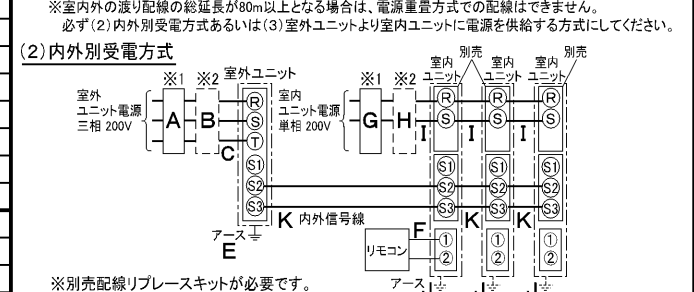 ※室内外の渡り配線の総延長が80m以上となる場合は、電源重畳方式での配線はできません。
必ず(2)内外別受電方式あるいは(3)室外ユニットより室内ユニットに電源を供給する方式にしてください。
(2)内外別受電方式
※1 ※2 室外ユニット
室外
ユニット電源
三相 200V
A B C
R
S
T
S1
S2
S3
アース
E
K 内外信号線
※1 ※2
室内
ユニット電源
単相 200V
G H I I I
室内
ユニット
別売
室内
ユニット
室内
ユニット
別売
R R R
S S S
S1 S1 S1
S2 S2 S2
S3 S3 S3
K K
F
リモコン
① ① ①
② ② ②
アース
※別売配線リプレースキットが必要です。